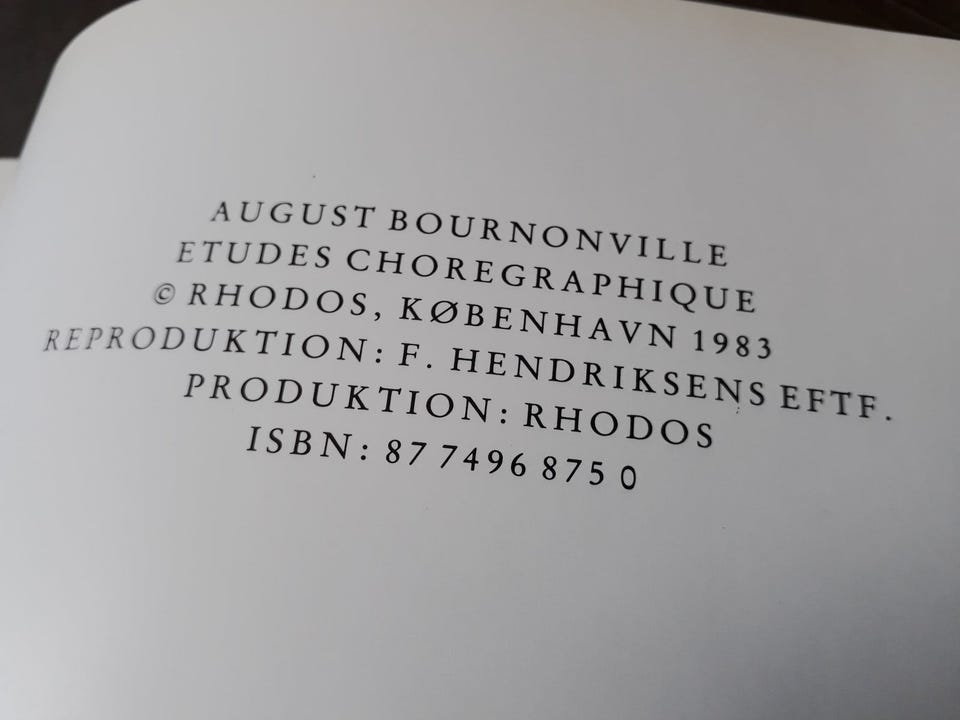 AUGUST BOURNONVILLE
ETUDES CHOREGRAPHIQUE
© RHODOS, KØBENHAVN 1983
REPRODUKTION: F. HENDRIKSENS EFTF.
PRODUKTION: RHODOS
ISBN: 87 7496 875 0